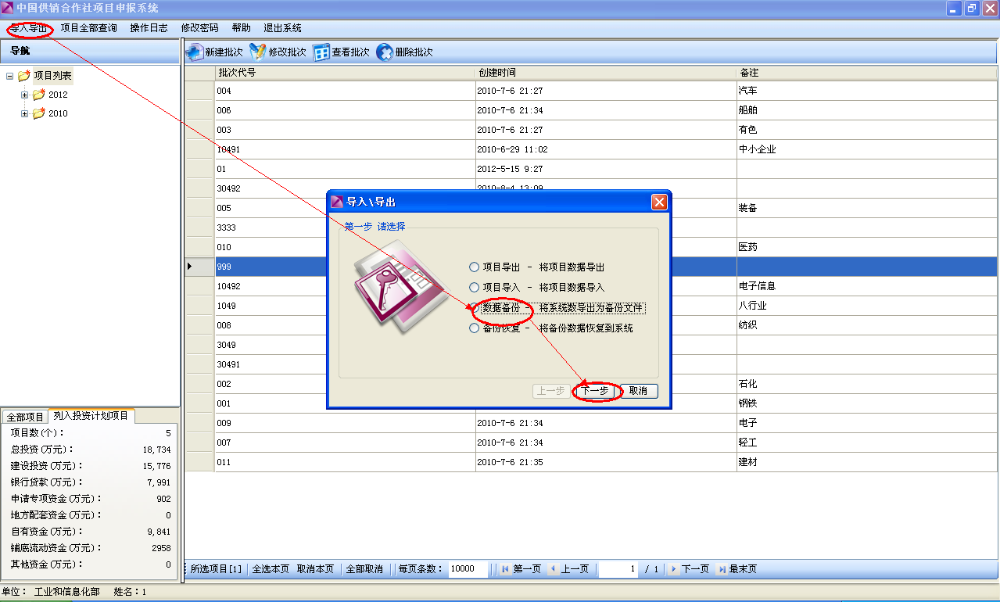 中国供销合作社项目申报系统
导入导出 项目全部查询 操作日志 修改密码 帮助 退出系统
导航
项目列表
2012
2010
新建批次 修改批次 查看批次 删除批次
批次代号 创建时间 备注
004 2010-7-6 21:27 汽车
006 2010-7-6 21:34 船舶
003 2010-7-6 21:27 有色
10491 2010-6-29 11:02 中小企业
01 2012-5-15 9:27
30492 2010-8-4 13:09
005 装备
3333
010 医药
999
10492 电子信息
1049 八行业
008 纺织
3049
30491
002 石化
001 钢铁
009 2010-7-6 21:34 电子
007 2010-7-6 21:34 轻工
011 2010-7-6 21:35 建材
导入\导出
第一步 请选择
项目导出 - 将项目数据导出
项目导入 - 将项目数据导入
数据备份 - 将系统数导出为备份文件
备份恢复 - 将备份数据恢复到系统
上一步 下一步 取消
全部项目 列入投资计划项目
项目数(个): 5
总投资(万元): 18,734
建设投资(万元): 15,776
银行贷款(万元): 7,991
申请专项资金(万元): 902
地方配套资金(万元): 0
自有资金(万元): 9,841
铺底流动资金(万元): 2958
其他资金(万元): 0
所选项目[1] 全选本页 取消本页 全部取消 每页条数: 10000 第一页 上一页 1 / 1 下一页 最末页
单位: 工业和信息化部 姓名:1